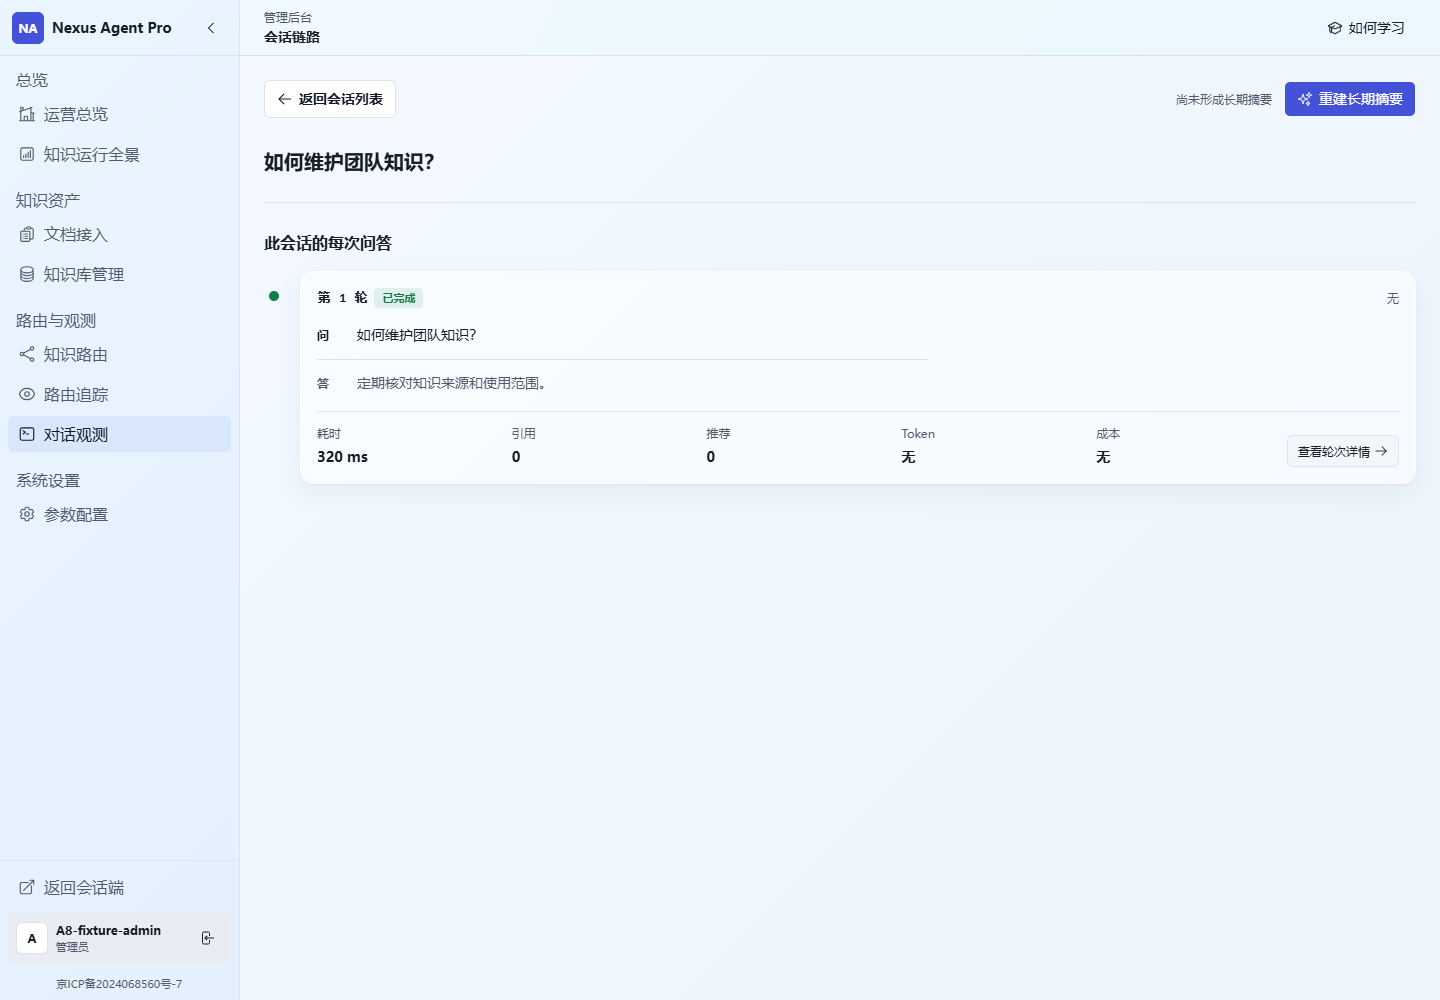 NA Nexus Agent Pro
总览
运营总览
知识运行全景
知识资产
文档接入
知识库管理
路由与观测
知识路由
路由追踪
对话观测
系统设置
参数配置
返回会话端
A
A8-fixture-admin
管理员
京ICP备2024068560号-7
管理后台
会话链路
如何学习
返回会话列表
尚未形成长期摘要
重建长期摘要
如何维护团队知识？
此会话的每次问答
第 1 轮 已完成 无
问 如何维护团队知识？
答 定期核对知识来源和使用范围。
耗时 引用 推荐 Token 成本
320 ms 0 0 无 无
查看轮次详情